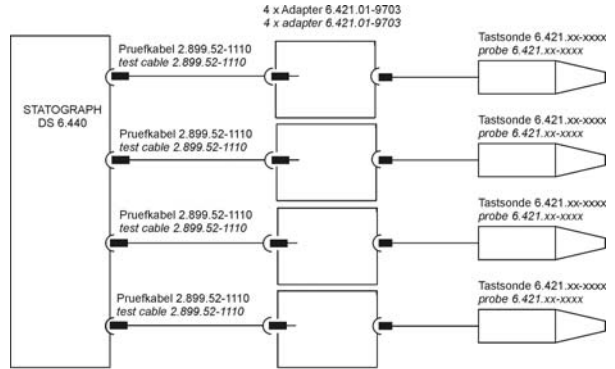 4 x Adapter 6.421.01-9703
4 x adapter 6.421.01-9703
STATOGRAPH
DS 6.440
Pruefkabel 2.899.52-1110
test cable 2.899.52-1110
Tastsonde 6.421.xx-xxxx
probe 6.421.xx-xxxx
Pruefkabel 2.899.52-1110
test cable 2.899.52-1110
Tastsonde 6.421.xx-xxxx
probe 6.421.xx-xxxx
Pruefkabel 2.899.52-1110
test cable 2.899.52-1110
Tastsonde 6.421.xx-xxxx
probe 6.421.xx-xxxx
Pruefkabel 2.899.52-1110
test cable 2.899.52-1110
Tastsonde 6.421.xx-xxxx
probe 6.421.xx-xxxx